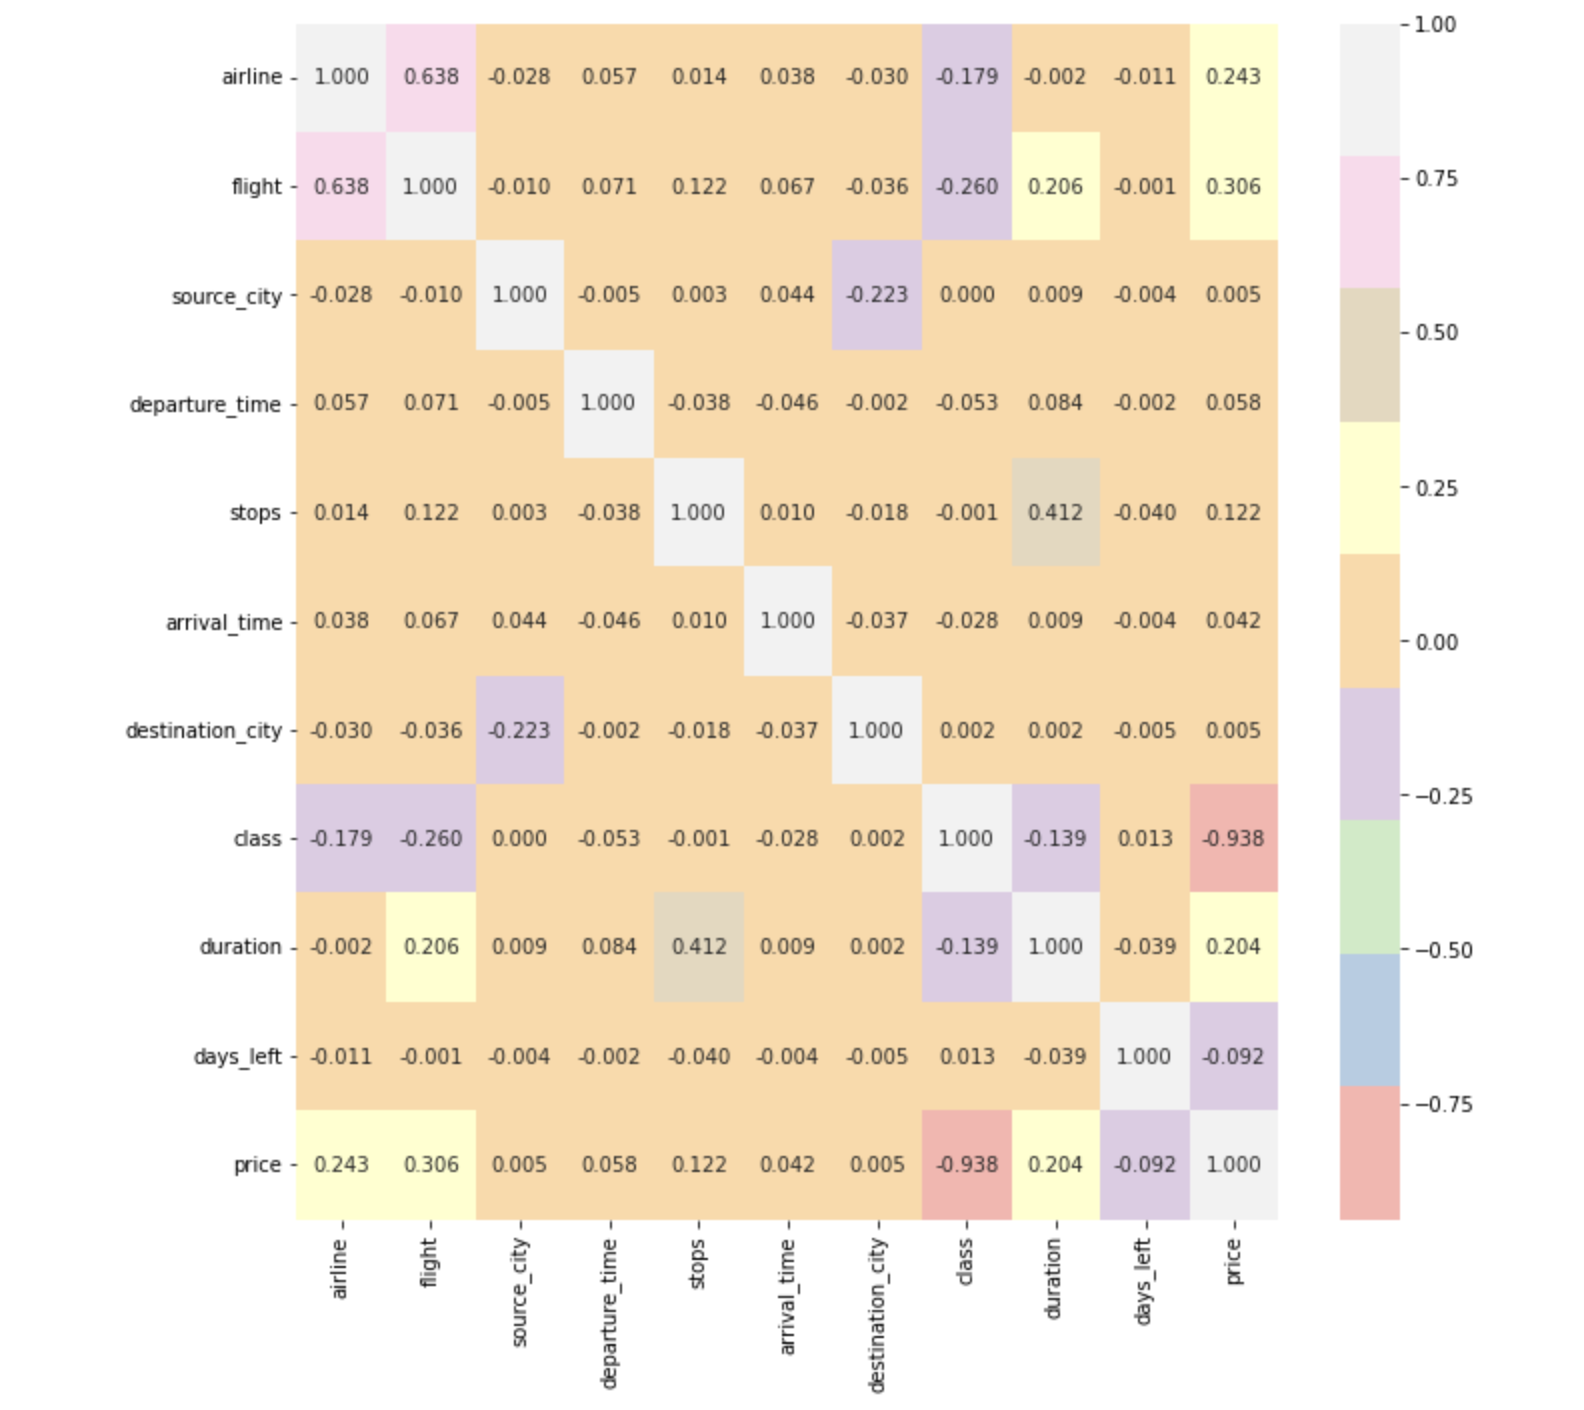 airline 1.000 0.638 -0.028 0.057 0.014 0.038 -0.030 -0.179 -0.002 -0.011 0.243
flight 0.638 1.000 -0.010 0.071 0.122 0.067 -0.036 -0.260 0.206 -0.001 0.306
source_city -0.028 -0.010 1.000 -0.005 0.003 0.044 -0.223 0.000 0.009 -0.004 0.005
departure_time 0.057 0.071 -0.005 1.000 -0.038 -0.046 -0.002 -0.053 0.084 -0.002 0.058
stops 0.014 0.122 0.003 -0.038 1.000 0.010 -0.018 -0.001 0.412 -0.040 0.122
arrival_time 0.038 0.067 0.044 -0.046 0.010 1.000 -0.037 -0.028 0.009 -0.004 0.042
destination_city -0.030 -0.036 -0.223 -0.002 -0.018 -0.037 1.000 0.002 0.002 -0.005 0.005
class -0.179 -0.260 0.000 -0.053 -0.001 -0.028 0.002 1.000 -0.139 0.013 -0.938
duration -0.002 0.206 0.009 0.084 0.412 0.009 0.002 -0.139 1.000 -0.039 0.204
days_left -0.011 -0.001 -0.004 -0.002 -0.040 -0.004 -0.005 0.013 -0.039 1.000 -0.092
price 0.243 0.306 0.005 0.058 0.122 0.042 0.005 -0.938 0.204 -0.092 1.000
airline
flight
source_city
departure_time
stops
arrival_time
destination_city
class
duration
days_left
price
1.00
0.75
0.50
0.25
0.00
−0.25
−0.50
−0.75